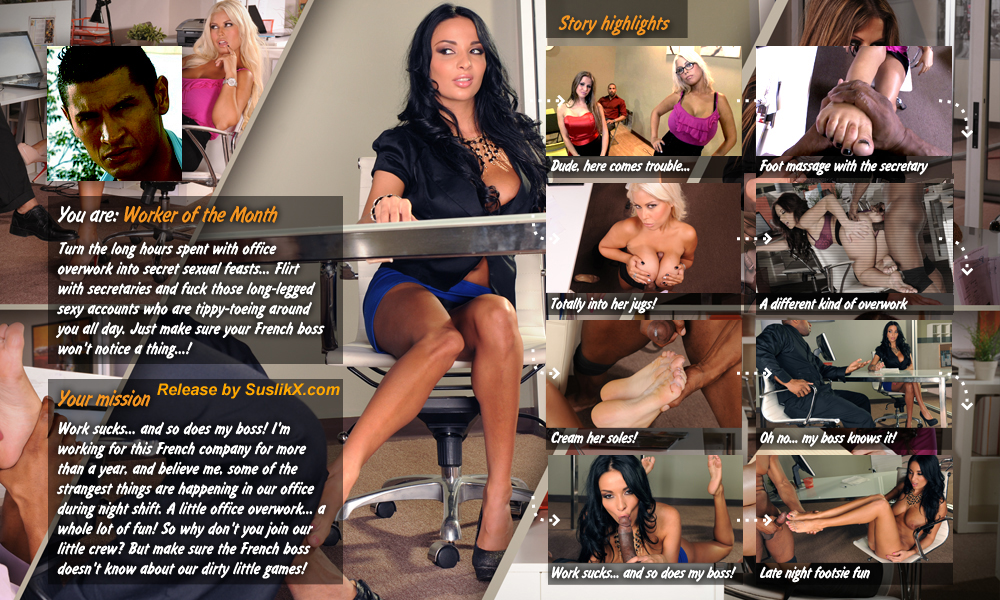 You are: Worker of the Month
Turn the long hours spent with office
overwork into secret sexual feasts... Flirt
with secretaries and fuck those long-legged
sexy accounts who are tippy-toeing around
you all day. Just make sure your French boss
won't notice a thing...!
Your mission
Release by SuslikX.com
Work sucks... and so does my boss! I'm
working for this French company for more
than a year, and believe me, some of the
strangest things are happening in our office
during night shift. A little office overwork... a
whole lot of fun! So why don't you join our
little crew? But make sure the French boss
doesn't know about our dirty little games!
Story highlights
Dude, here comes trouble...
Foot massage with the secretary
Totally into her jugs!
A different kind of overwork
Cream her soles!
Oh no... my boss knows it!
Work sucks... and so does my boss!
Late night footsie fun